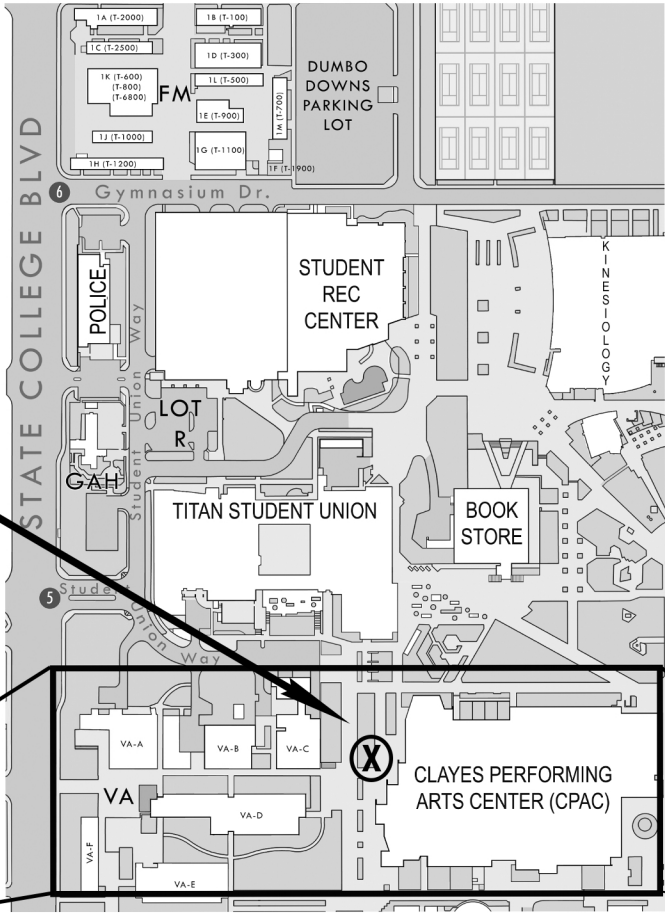 1A (T-2000)
1B (T-100)
1C (T-2500)
1D (T-300)
1K (T-600)
(T-800)
(T-6800)
FM
1L (T-500)
1E (T-900)
1M (T-700)
1J (T-1000)
1G (T-1100)
1H (T-1200)
1F (T-1900)
DUMBO
DOWNS
PARKING
LOT
6
Gymnasium Dr.
STATE COLLEGE BLVD
POLICE
Student Union Way
STUDENT
REC
CENTER
KINESIOLOGY
LOT
R
GAH
TITAN STUDENT UNION
BOOK
STORE
5
Student Union Way
VA-A
VA-B
VA-C
X
CLAYES PERFORMING
ARTS CENTER (CPAC)
VA
VA-D
VA-F
VA-E